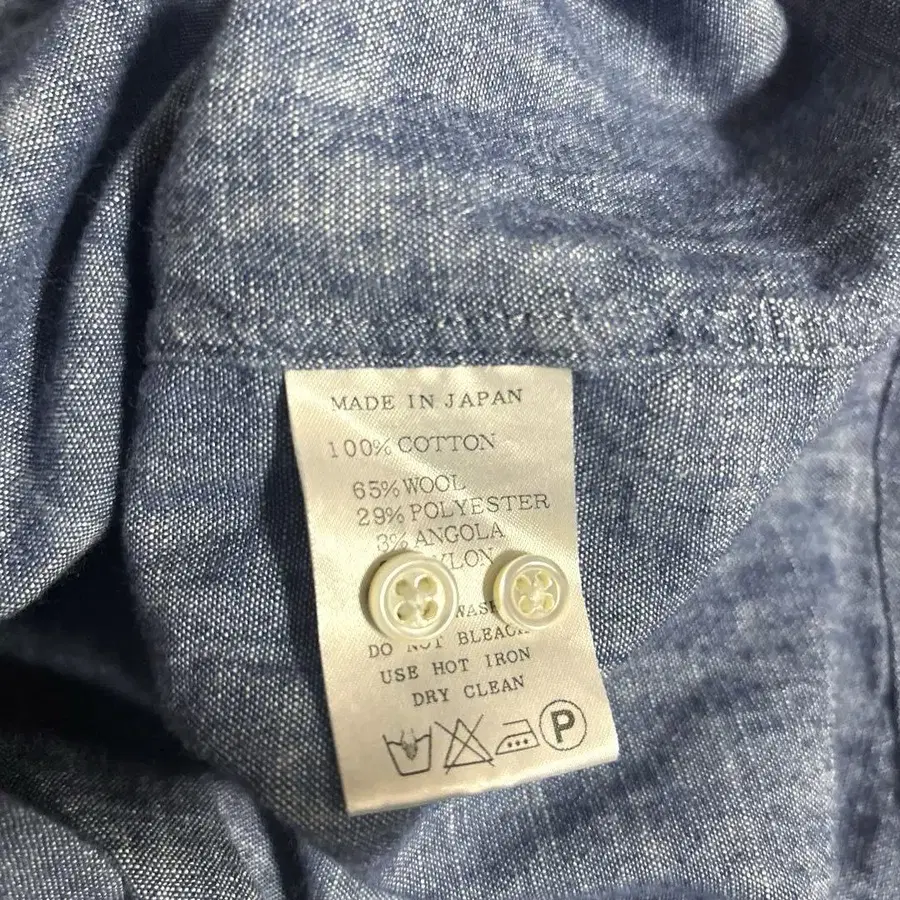 MADE IN JAPAN
100% COTTON
65% WOOL
29% POLYESTER
3% ANGOLA
DO NOT BLEACH
USE HOT IRON
DRY CLEAN
P